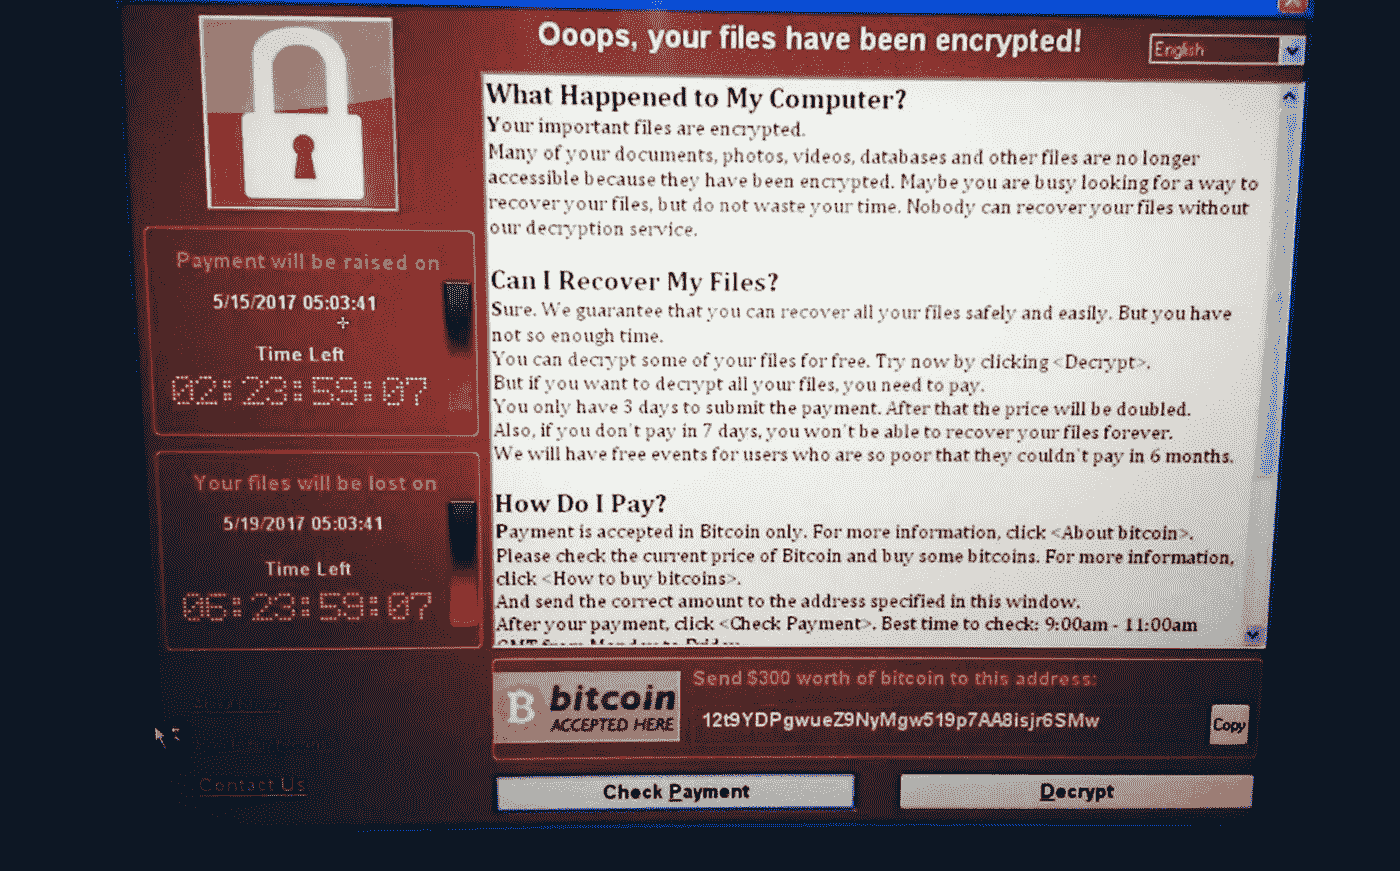 Ooops, your files have been encrypted!
English
What Happened to My Computer?
Your important files are encrypted.
Many of your documents, photos, videos, databases and other files are no longer
accessible because they have been encrypted. Maybe you are busy looking for a way to
recover your files, but do not waste your time. Nobody can recover your files without
our decryption service.
Can I Recover My Files?
Sure. We guarantee that you can recover all your files safely and easily. But you have
not so enough time.
You can decrypt some of your files for free. Try now by clicking <Decrypt>.
But if you want to decrypt all your files, you need to pay.
You only have 3 days to submit the payment. After that the price will be doubled.
Also, if you don't pay in 7 days, you won't be able to recover your files forever.
We will have free events for users who are so poor that they couldn't pay in 6 months.
How Do I Pay?
Payment is accepted in Bitcoin only. For more information, click <About bitcoin>.
Please check the current price of Bitcoin and buy some bitcoins. For more information,
click <How to buy bitcoins>.
And send the correct amount to the address specified in this window.
After your payment, click <Check Payment>. Best time to check: 9:00am - 11:00am
GMT from Monday to Friday
Payment will be raised on
5/15/2017 05:03:41
Time Left
02:23:59:07
Your files will be lost on
5/19/2017 05:03:41
Time Left
06:23:59:07
Contact Us
bitcoin
ACCEPTED HERE
Send $300 worth of bitcoin to this address:
12t9YDPgwueZ9NyMgw519p7AA8isjr6SMw
Copy
Check Payment
Decrypt